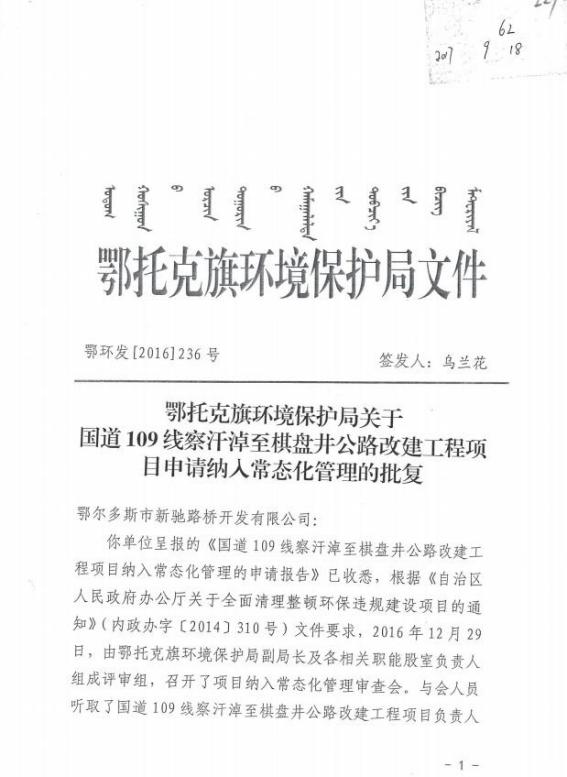 62
2017 9 18
鄂托克旗环境保护局文件
鄂环发[2016]236 号
签发人：乌兰花
鄂托克旗环境保护局关于
国道 109 线察汗淖至棋盘井公路改建工程项
目申请纳入常态化管理的批复
鄂尔多斯市新驰路桥开发有限公司：
你单位呈报的《国道 109 线察汗淖至棋盘井公路改建工
程项目纳入常态化管理的申请报告》已收悉，根据《自治区
人民政府办公厅关于全面清理整顿环保违规建设项目的通
知》（内政办字〔2014〕310 号）文件要求，2016 年 12 月 29
日，由鄂托克旗环境保护局副局长及各相关职能股室负责人
组成评审组，召开了项目纳入常态化管理审查会。与会人员
听取了国道 109 线察汗淖至棋盘井公路改建工程项目负责人
- 1 -